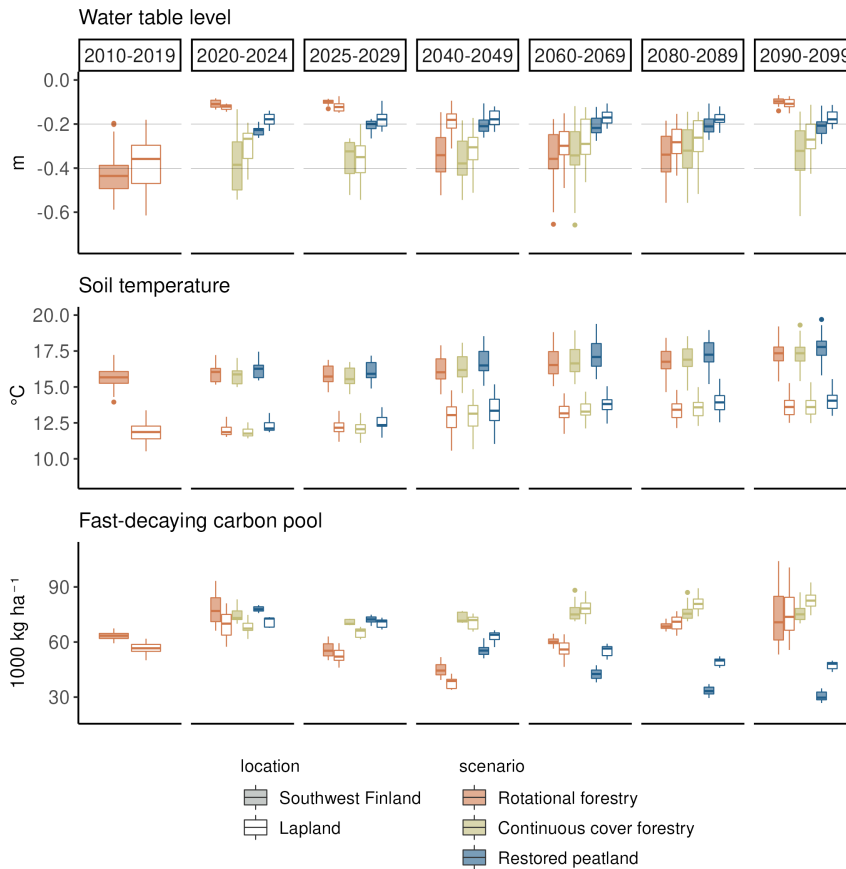 Water table level
2010-2019 2020-2024 2025-2029 2040-2049 2060-2069 2080-2089 2090-2099
0.0
-0.2
m
-0.4
-0.6
Soil temperature
20.0
17.5
°C
15.0
12.5
10.0
Fast-decaying carbon pool
90
1000 kg ha⁻¹
60
30
location scenario
Southwest Finland Rotational forestry
Lapland Continuous cover forestry
Restored peatland